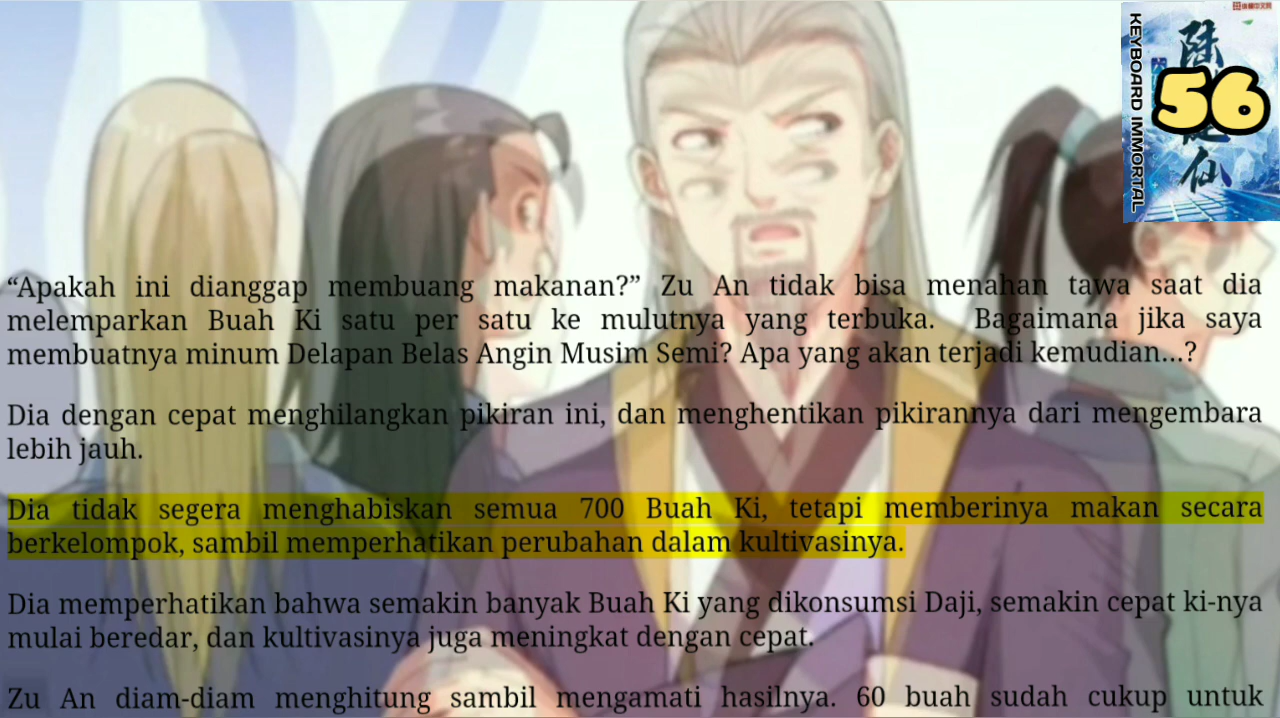 KEYBOARD IMMORTAL
陆
仙
56
“Apakah ini dianggap membuang makanan?” Zu An tidak bisa menahan tawa saat dia
melemparkan Buah Ki satu per satu ke mulutnya yang terbuka. Bagaimana jika saya
membuatnya minum Delapan Belas Angin Musim Semi? Apa yang akan terjadi kemudian…?
Dia dengan cepat menghilangkan pikiran ini, dan menghentikan pikirannya dari mengembara
lebih jauh.
Dia tidak segera menghabiskan semua 700 Buah Ki, tetapi memberinya makan secara
berkelompok, sambil memperhatikan perubahan dalam kultivasinya.
Dia memperhatikan bahwa semakin banyak Buah Ki yang dikonsumsi Daji, semakin cepat ki-nya
mulai beredar, dan kultivasinya juga meningkat dengan cepat.
Zu An diam-diam menghitung sambil mengamati hasilnya. 60 buah sudah cukup untuk